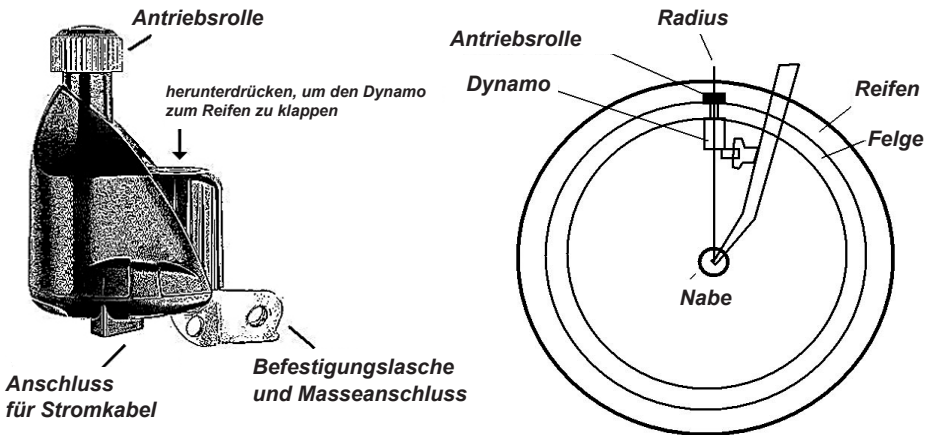 Antriebsrolle
herunterdrücken, um den Dynamo
zum Reifen zu klappen
Anschluss
für Stromkabel
Befestigungslasche
und Masseanschluss
Radius
Antriebsrolle
Dynamo
Reifen
Felge
Nabe